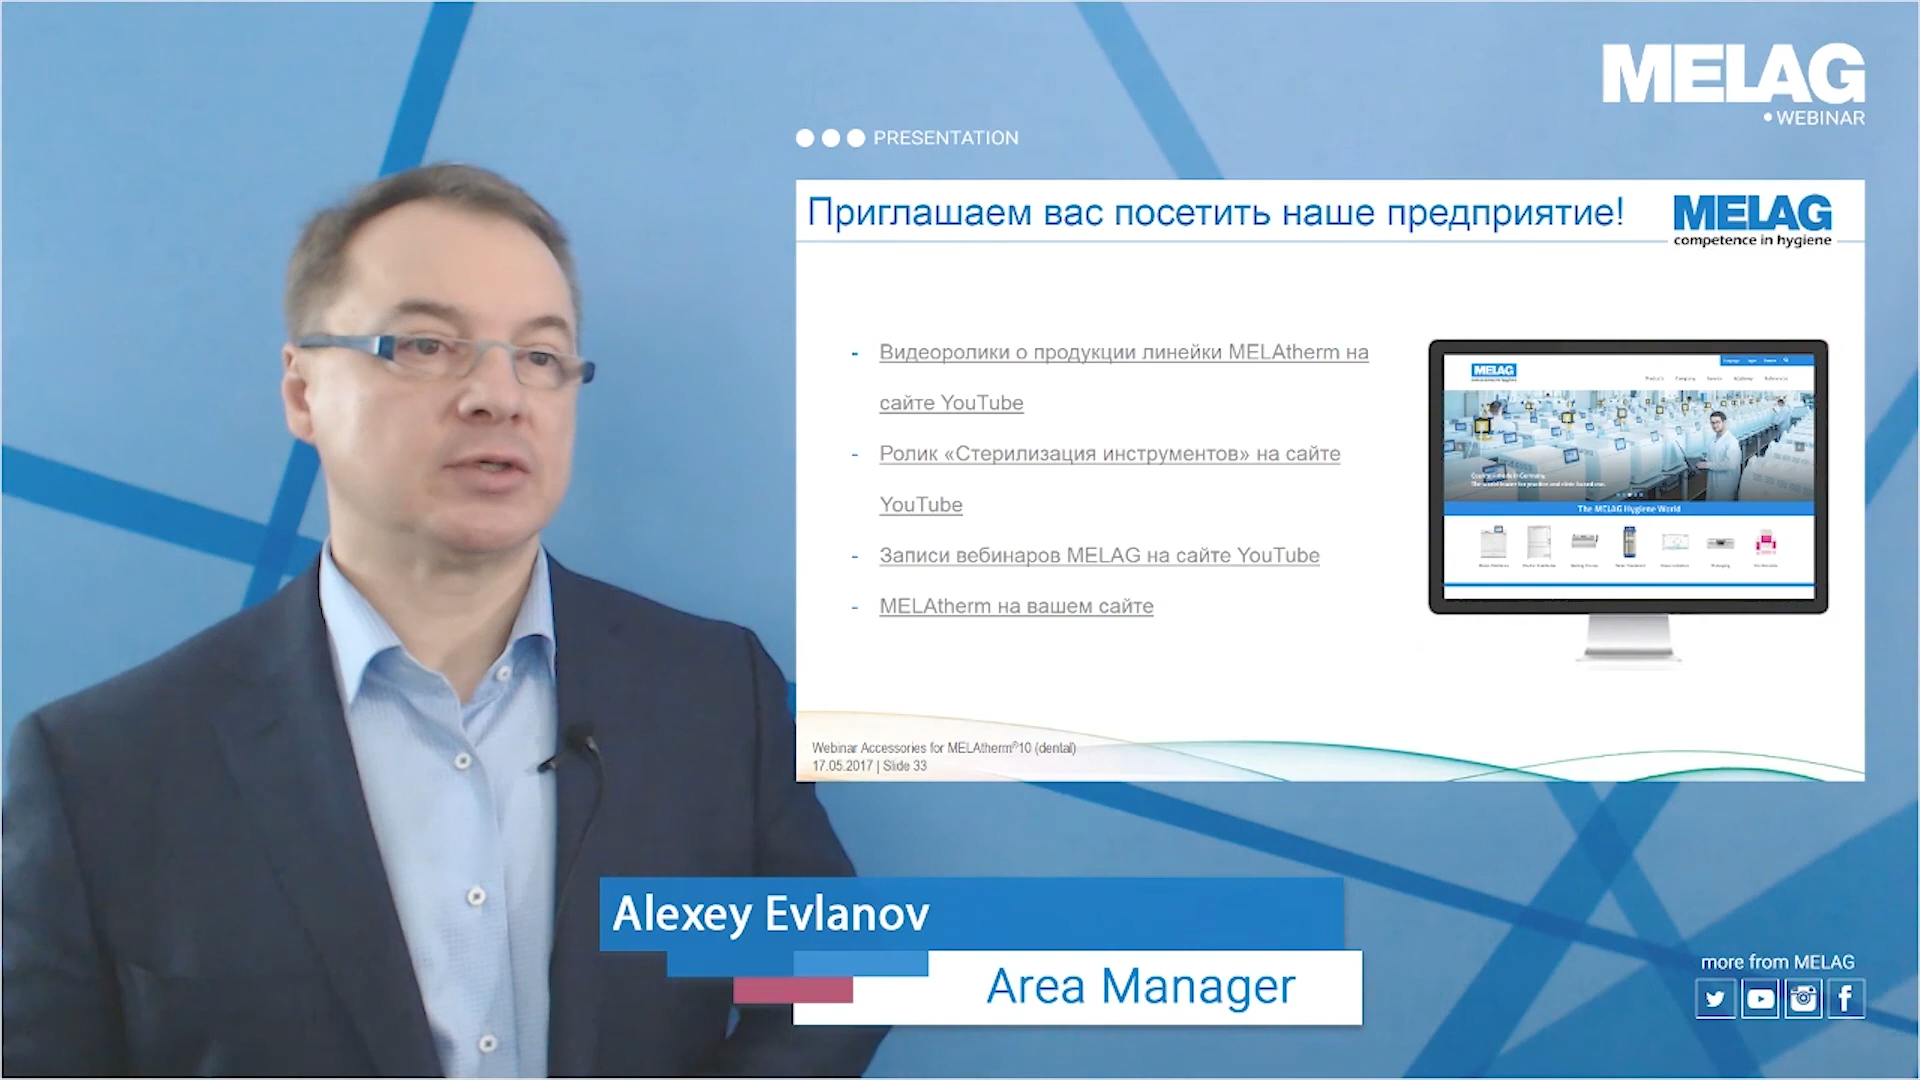 MELAG
• WEBINAR
PRESENTATION
Приглашаем вас посетить наше предприятие!
MELAG
competence in hygiene
- Видеоролики о продукции линейки MELAtherm на
сайте YouTube
- Ролик «Стерилизация инструментов» на сайте
YouTube
- Записи вебинаров MELAG на сайте YouTube
- MELAtherm на вашем сайте
MELAG
The MELAG Hygiene World
Webinar Accessories for MELAtherm®10 (dental)
17.05.2017 | Slide 33
Alexey Evlanov
Area Manager
more from MELAG